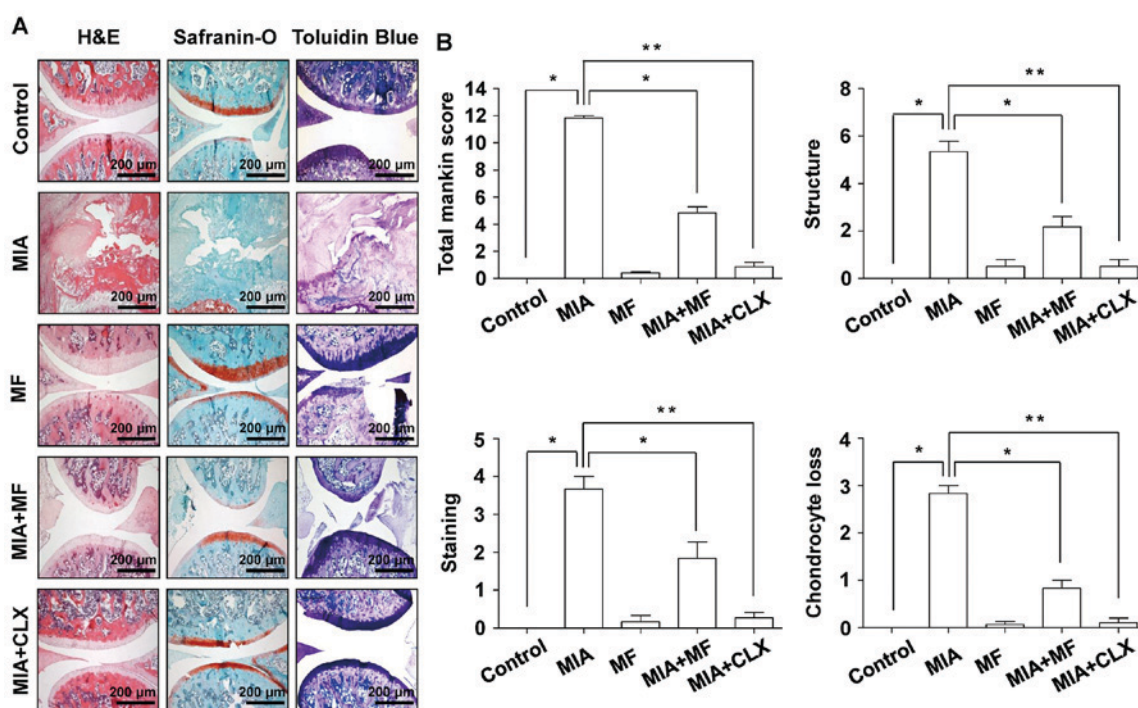 A
H&E Safranin-O Toluidin Blue
Control
200 µm 200 µm 200 µm
MIA
200 µm 200 µm 200 µm
MF
200 µm 200 µm 200 µm
MIA+MF
200 µm 200 µm 200 µm
MIA+CLX
200 µm 200 µm 200 µm
B
Total mankin score
14
12
10
8
6
4
2
0
* * **
Control MIA MF MIA+MF MIA+CLX
Structure
8
6
4
2
0
* * **
Control MIA MF MIA+MF MIA+CLX
Staining
5
4
3
2
1
0
* * **
Control MIA MF MIA+MF MIA+CLX
Chondrocyte loss
4
3
2
1
0
* * **
Control MIA MF MIA+MF MIA+CLX